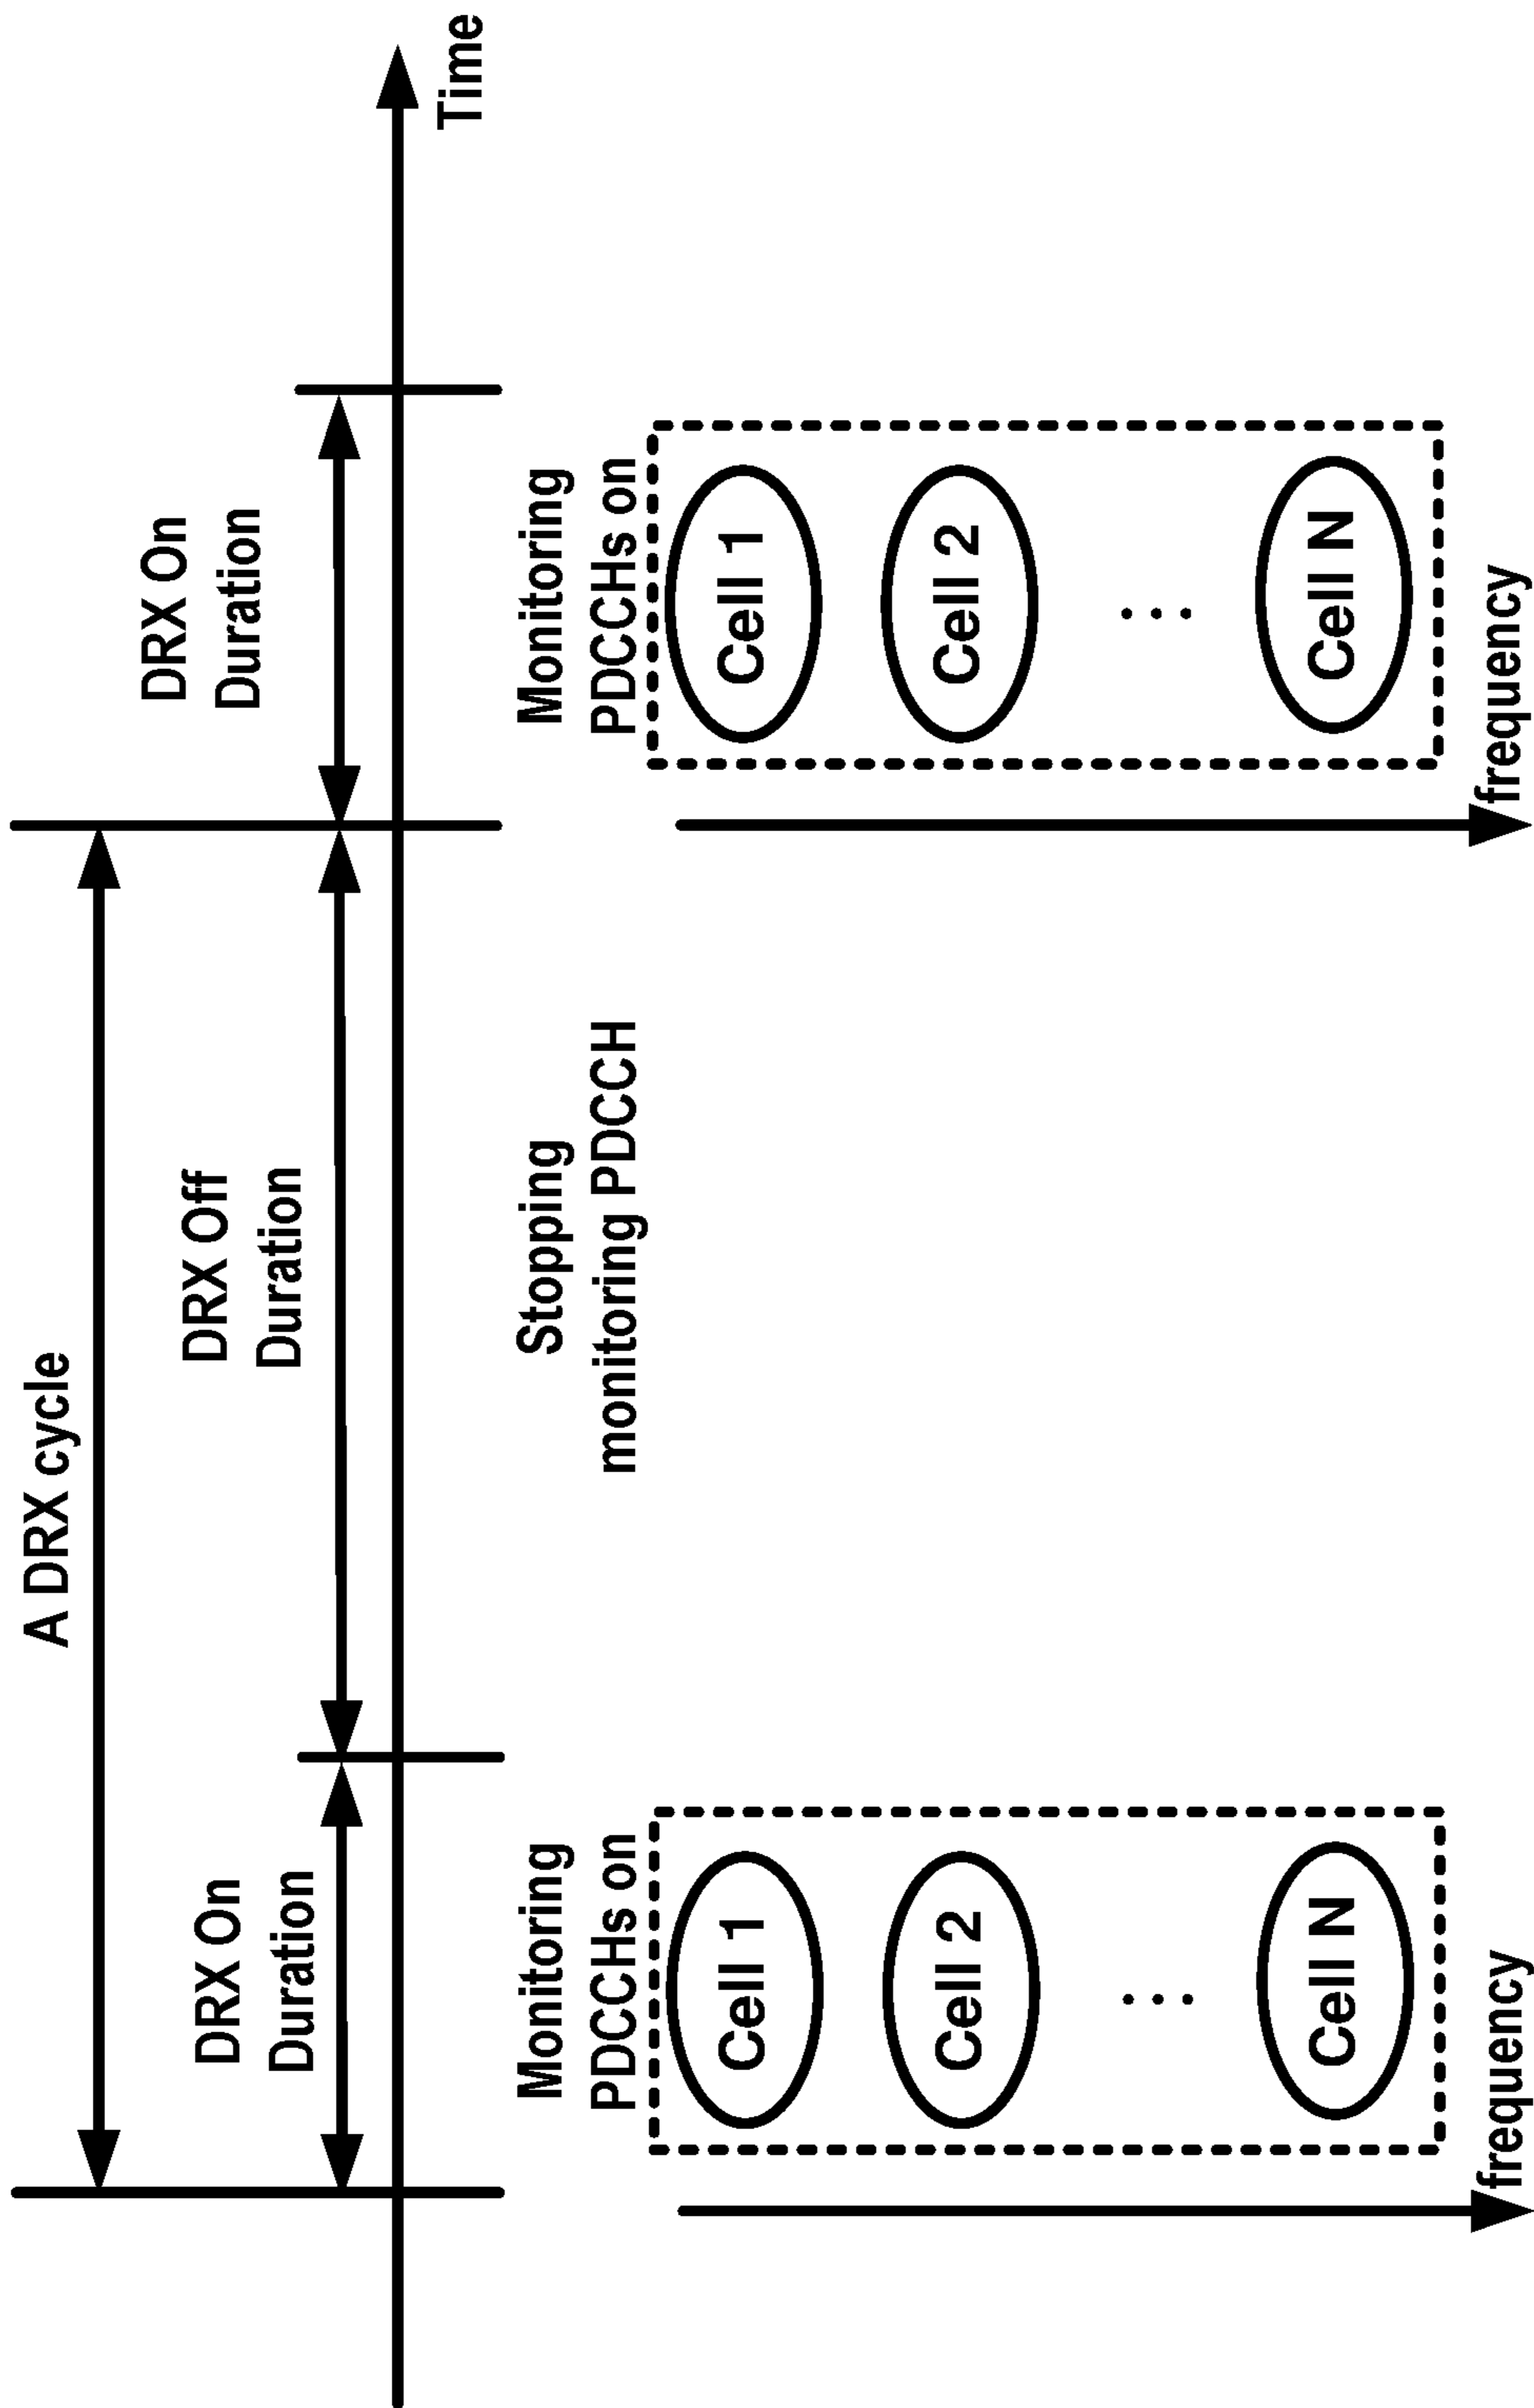 A DRX cycle
DRX On
Duration
DRX Off
Duration
DRX On
Duration
Time
Monitoring
PDCCHs on
Stopping
monitoring PDCCH
Monitoring
PDCCHs on
Cell 1
Cell 2
...
Cell N
frequency
Cell 1
Cell 2
...
Cell N
frequency